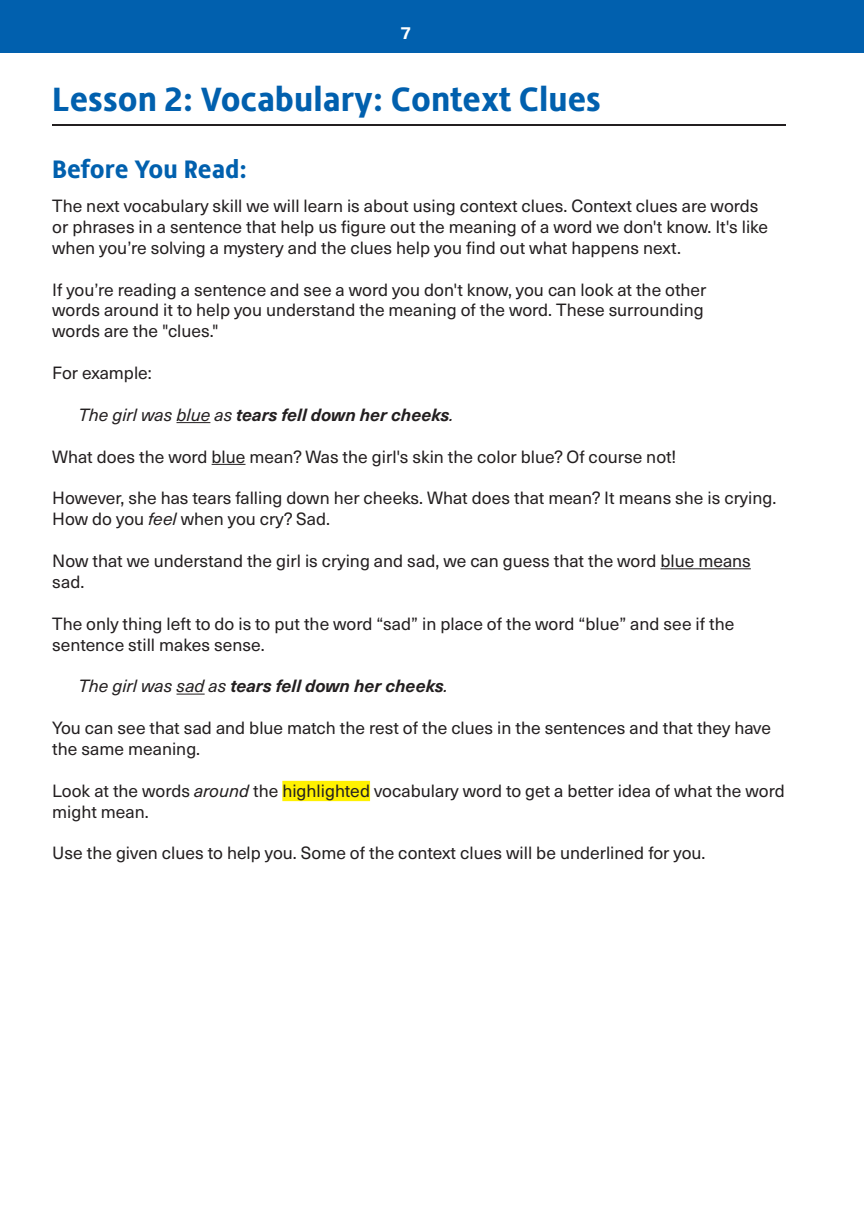 7
Lesson 2: Vocabulary: Context Clues
Before You Read:
The next vocabulary skill we will learn is about using context clues. Context clues are words
or phrases in a sentence that help us figure out the meaning of a word we don't know. It's like
when you’re solving a mystery and the clues help you find out what happens next.
If you’re reading a sentence and see a word you don't know, you can look at the other
words around it to help you understand the meaning of the word. These surrounding
words are the "clues."
For example:
The girl was blue as tears fell down her cheeks.
What does the word blue mean? Was the girl's skin the color blue? Of course not!
However, she has tears falling down her cheeks. What does that mean? It means she is crying.
How do you feel when you cry? Sad.
Now that we understand the girl is crying and sad, we can guess that the word blue means
sad.
The only thing left to do is to put the word “sad” in place of the word “blue” and see if the
sentence still makes sense.
The girl was sad as tears fell down her cheeks.
You can see that sad and blue match the rest of the clues in the sentences and that they have
the same meaning.
Look at the words around the highlighted vocabulary word to get a better idea of what the word
might mean.
Use the given clues to help you. Some of the context clues will be underlined for you.